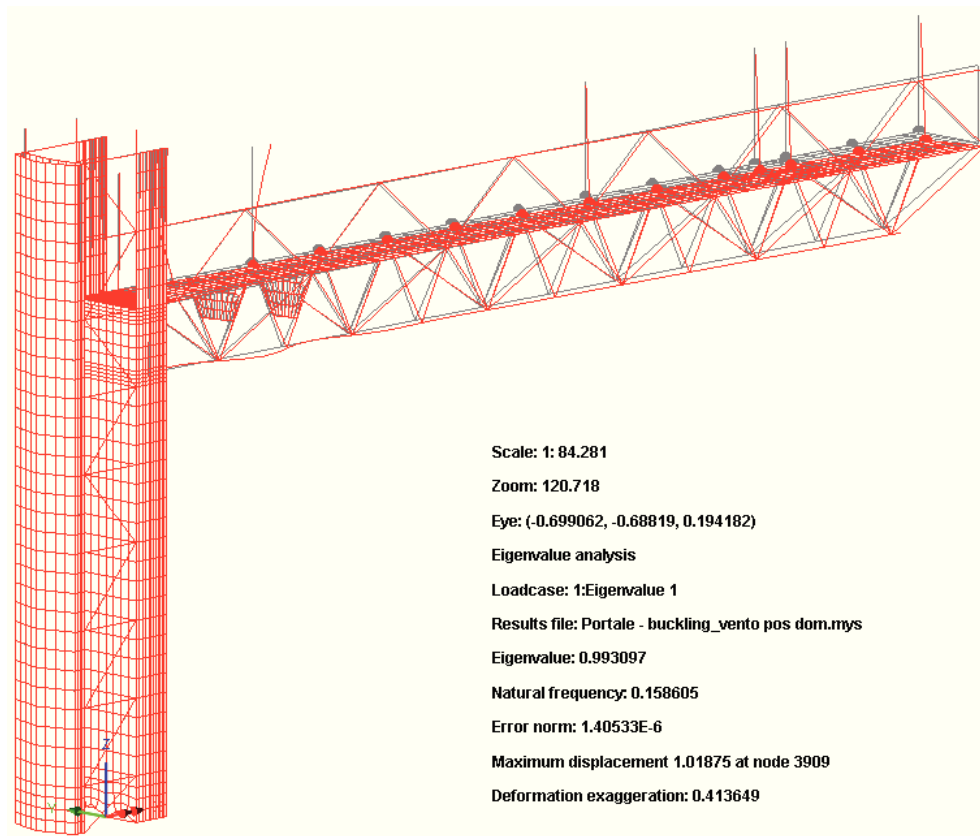 Scale: 1: 84.281
Zoom: 120.718
Eye: (-0.699062, -0.68819, 0.194182)
Eigenvalue analysis
Loadcase: 1:Eigenvalue 1
Results file: Portale - buckling_vento pos dom.mys
Eigenvalue: 0.993097
Natural frequency: 0.158605
Error norm: 1.40533E-6
Maximum displacement 1.01875 at node 3909
Deformation exaggeration: 0.413649
Z
Y